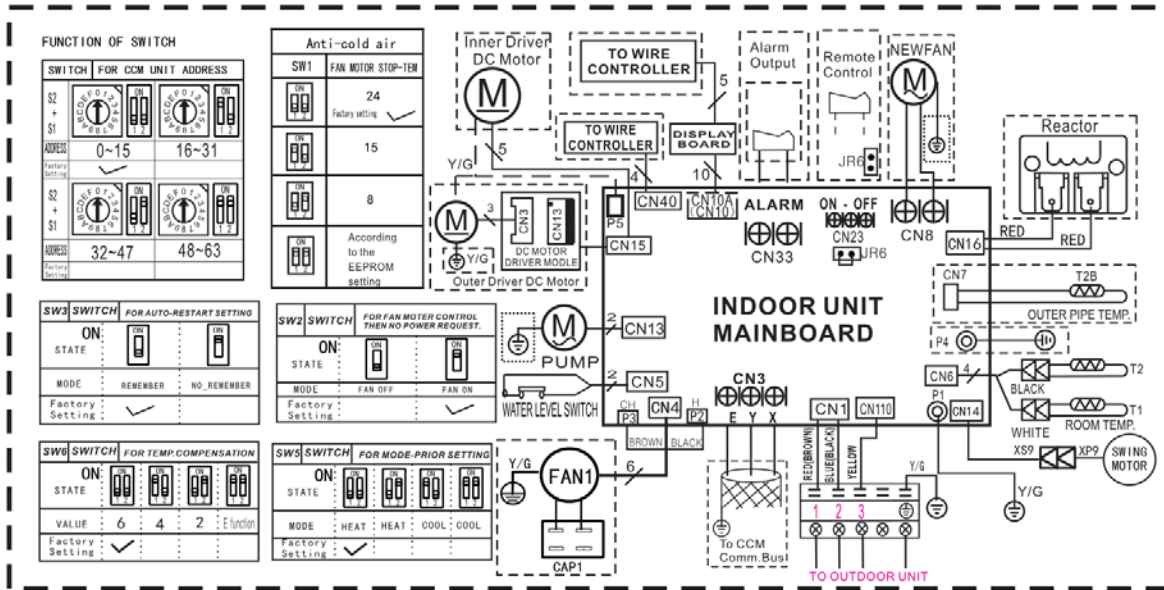 FUNCTION OF SWITCH
SWITCH FOR CCM UNIT ADDRESS
S2 + S1
ADDRESS 0~15 16~31
Factory Setting
S2 + S1
ADDRESS 32~47 48~63
Factory Setting
Anti-cold air
SW1 FAN MOTOR STOP-TEM
24
Factory setting
15
8
According
to the
EEPROM
setting
SW3 SWITCH FOR AUTO-RESTART SETTING
ON
STATE
MODE REMEMBER NO_REMEMBER
Factory
Setting
SW2 SWITCH FOR FAN MOTER CONTROL
THEN NO POWER REQUEST.
ON
STATE
MODE FAN OFF FAN ON
Factory
Setting
SW6 SWITCH FOR TEMP.COMPENSATION
ON
STATE
VALUE 6 4 2 E function
Factory
Setting
SW5 SWITCH FOR MODE-PRIOR SETTING
ON
STATE
MODE HEAT HEAT COOL COOL
Factory
Setting
Inner Driver
DC Motor
M
5
Y/G
TO WIRE
CONTROLLER
5
TO WIRE
CONTROLLER
4
DISPLAY
BOARD
10
Alarm
Output
Remote
Control
JR6
NEWFAN
M
Reactor
RED
RED
M
3
Y/G
CN3
CN13
DC MOTOR
DRIVER MODLE
Outer Driver DC Motor
P5
CN40
CN10A
(CN10)
CN15
ALARM
CN33
ON - OFF
CN23
JR6
CN8
CN16
INDOOR UNIT
MAINBOARD
CN7
T2B
OUTER PIPE TEMP.
P4
M
PUMP
2
CN13
WATER LEVEL SWITCH
2
CN5
CH
P3
CN4
H
P2
BROWN
BLACK
CN3
E Y X
CN1
CN110
P1
CN6
4
CN14
BLACK
T2
WHITE
T1
ROOM TEMP.
XS9
XP9
SWING
MOTOR
Y/G
FAN1
6
CAP1
To CCM
Comm.Bus
RED(BROWN)
BLUE(BLACK)
YELLOW
Y/G
Y/G
1 2 3
TO OUTDOOR UNIT